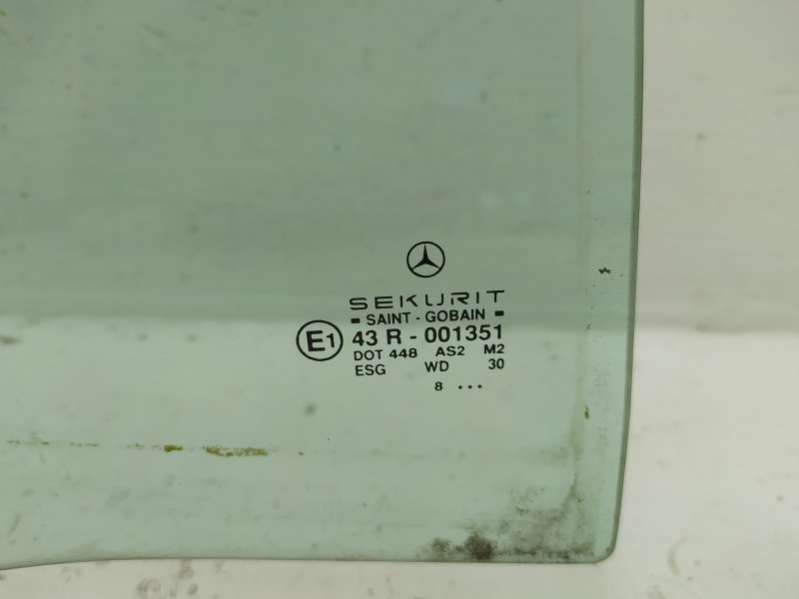 SEKURIT
SAINT - GOBAIN
E1 43 R - 001351
DOT 448 AS2 M2
ESG WD 30
8 ...